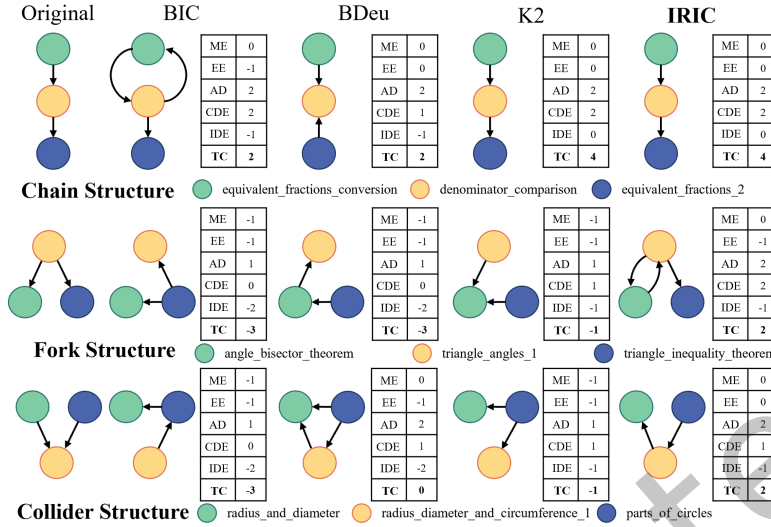 Original BIC BDeu K2 IRIC
ME 0 ME 0 ME 0 ME 0
EE -1 EE 0 EE 0 EE 0
AD 2 AD 2 AD 2 AD 2
CDE 2 CDE 1 CDE 2 CDE 2
IDE -1 IDE -1 IDE 0 IDE 0
TC 2 TC 2 TC 4 TC 4
Chain Structure equivalent_fractions_conversion denominator_comparison equivalent_fractions_2
ME -1 ME -1 ME -1 ME 0
EE -1 EE -1 EE -1 EE -1
AD 1 AD 1 AD 1 AD 2
CDE 0 CDE 0 CDE 1 CDE 2
IDE -2 IDE -2 IDE -1 IDE -1
TC -3 TC -3 TC -1 TC 2
Fork Structure angle_bisector_theorem triangle_angles_1 triangle_inequality_theorem
ME -1 ME 0 ME -1 ME 0
EE -1 EE -1 EE -1 EE 0
AD 1 AD 2 AD 1 AD 2
CDE 0 CDE 1 CDE 1 CDE 1
IDE -2 IDE -2 IDE -1 IDE -1
TC -3 TC 0 TC -1 TC 2
Collider Structure radius_and_diameter radius_diameter_and_circumference_1 parts_of_circles